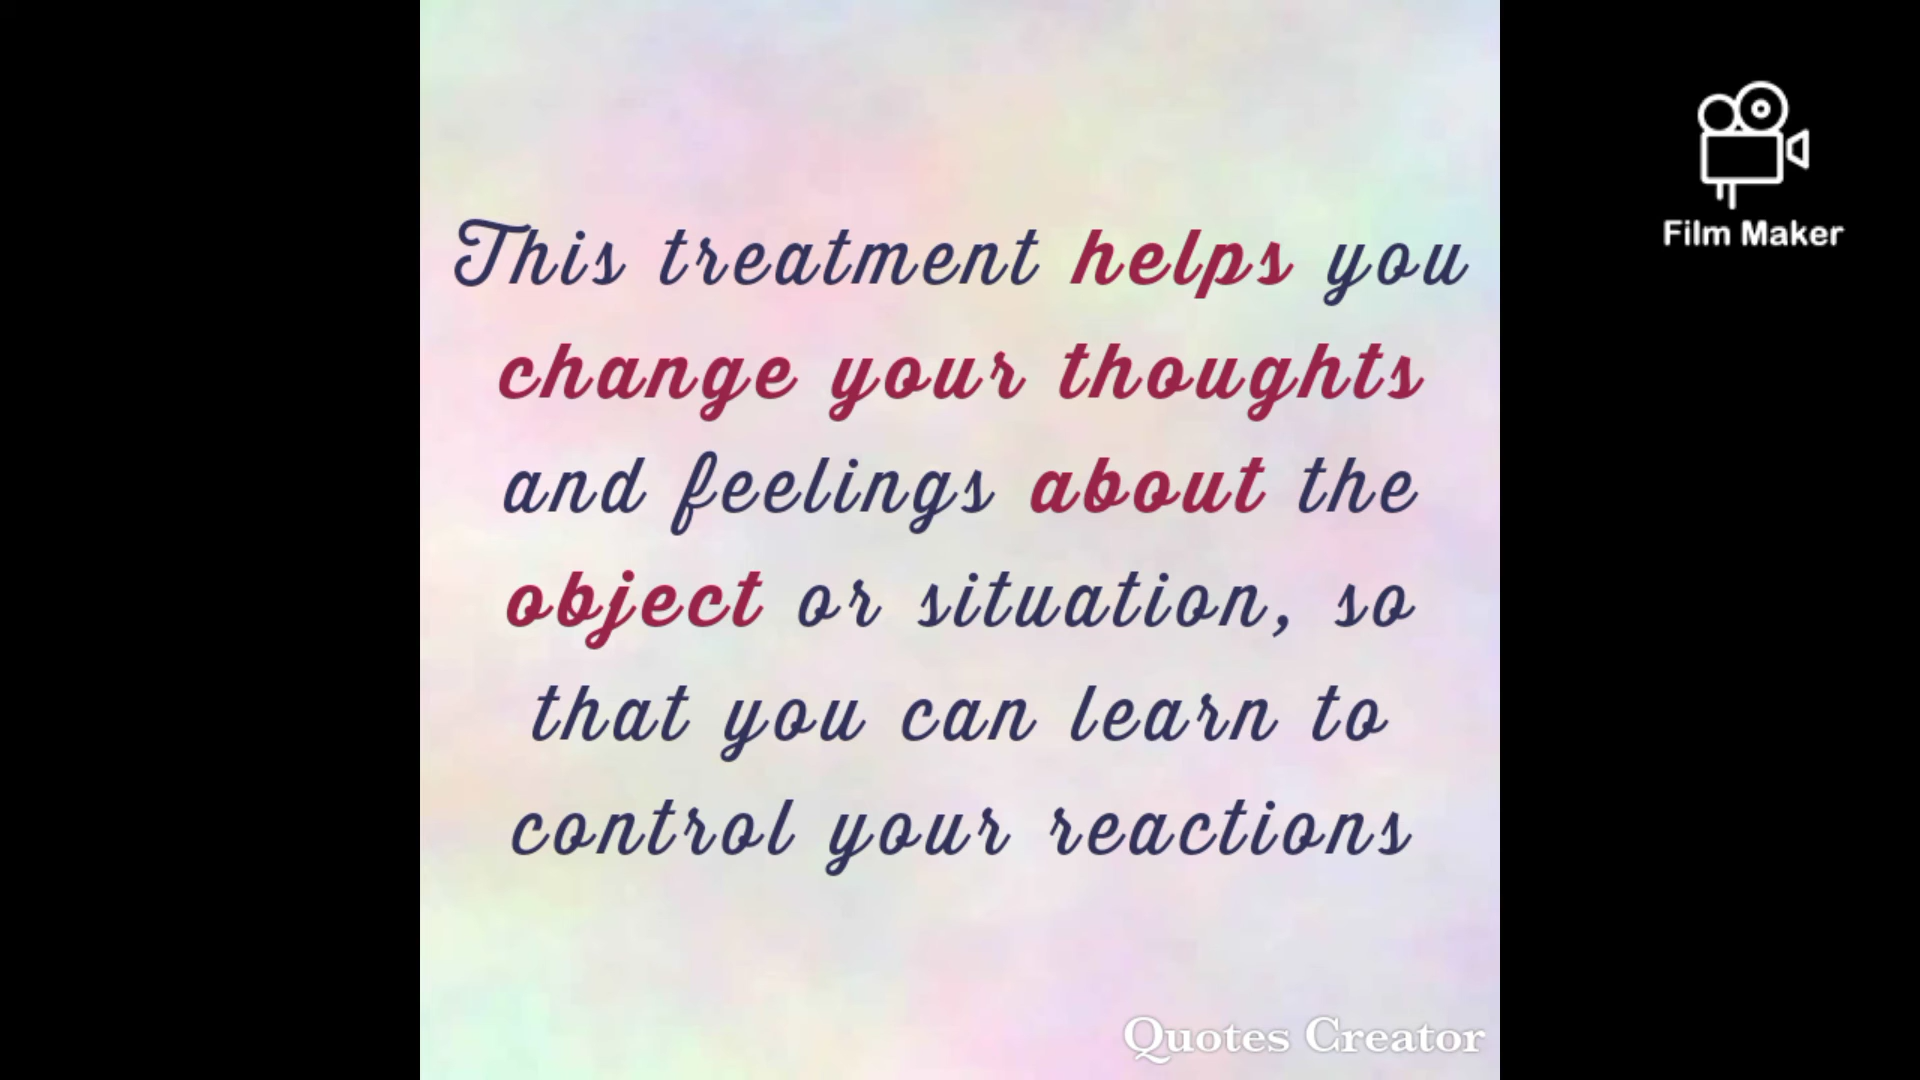 This treatment helps you
change your thoughts
and feelings about the
object or situation, so
that you can learn to
control your reactions
Film Maker
Quotes Creator